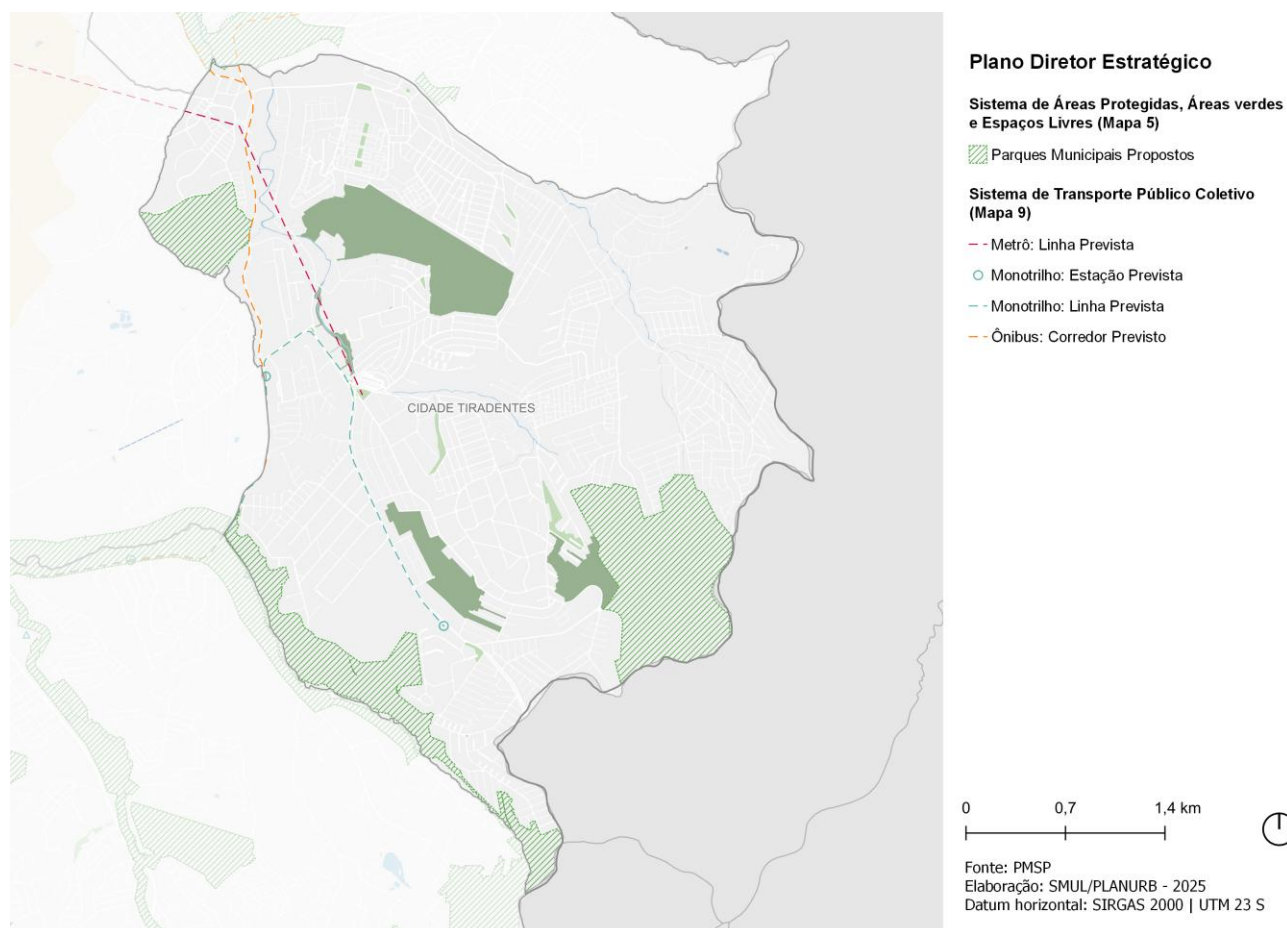 CIDADE TIRADENTES
Plano Diretor Estratégico
Sistema de Áreas Protegidas, Áreas verdes
e Espaços Livres (Mapa 5)
Parques Municipais Propostos
Sistema de Transporte Público Coletivo
(Mapa 9)
Metrô: Linha Prevista
Monotrilho: Estação Prevista
Monotrilho: Linha Prevista
Ônibus: Corredor Previsto
0 0,7 1,4 km
Fonte: PMSP
Elaboração: SMUL/PLANURB - 2025
Datum horizontal: SIRGAS 2000 | UTM 23 S